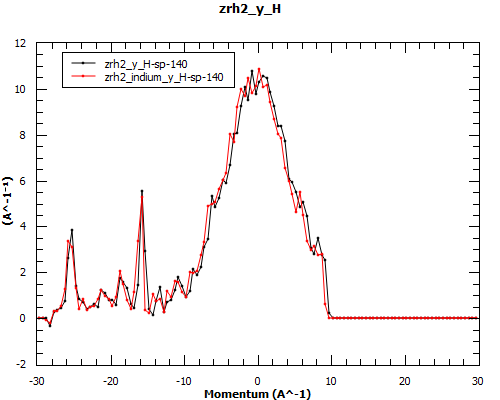 zrh2_y_H
12
10
8
6
4
2
0
-2
(A^-1-¹)
zrh2_y_H-sp-140
zrh2_indium_y_H-sp-140
-30 -20 -10 0 10 20 30
Momentum (A^-1)